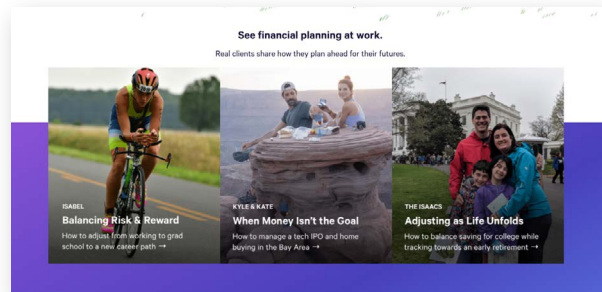 See financial planning at work.
Real clients share how they plan ahead for their futures.
ISABEL
Balancing Risk & Reward
How to adjust from working to grad
school to a new career path →
KYLE & KATE
When Money Isn't the Goal
How to manage a tech IPO and home
buying in the Bay Area →
THE ISAACS
Adjusting as Life Unfolds
How to balance saving for college while
tracking towards an early retirement →